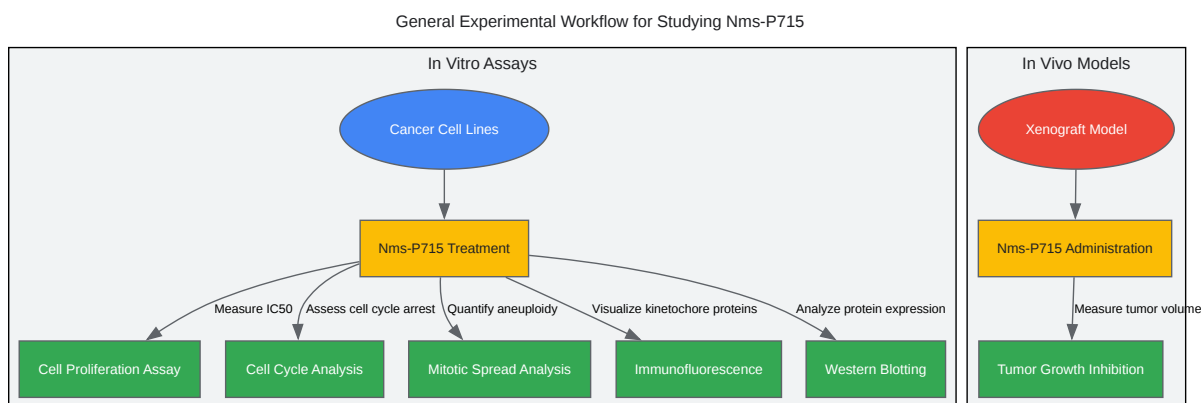 General Experimental Workflow for Studying Nms-P715
In Vitro Assays
In Vivo Models
Cancer Cell Lines
Xenograft Model
Nms-P715 Treatment
Nms-P715 Administration
Measure IC50
Assess cell cycle arrest
Quantify aneuploidy
Visualize kinetochore proteins
Analyze protein expression
Measure tumor volume
Cell Proliferation Assay
Cell Cycle Analysis
Mitotic Spread Analysis
Immunofluorescence
Western Blotting
Tumor Growth Inhibition